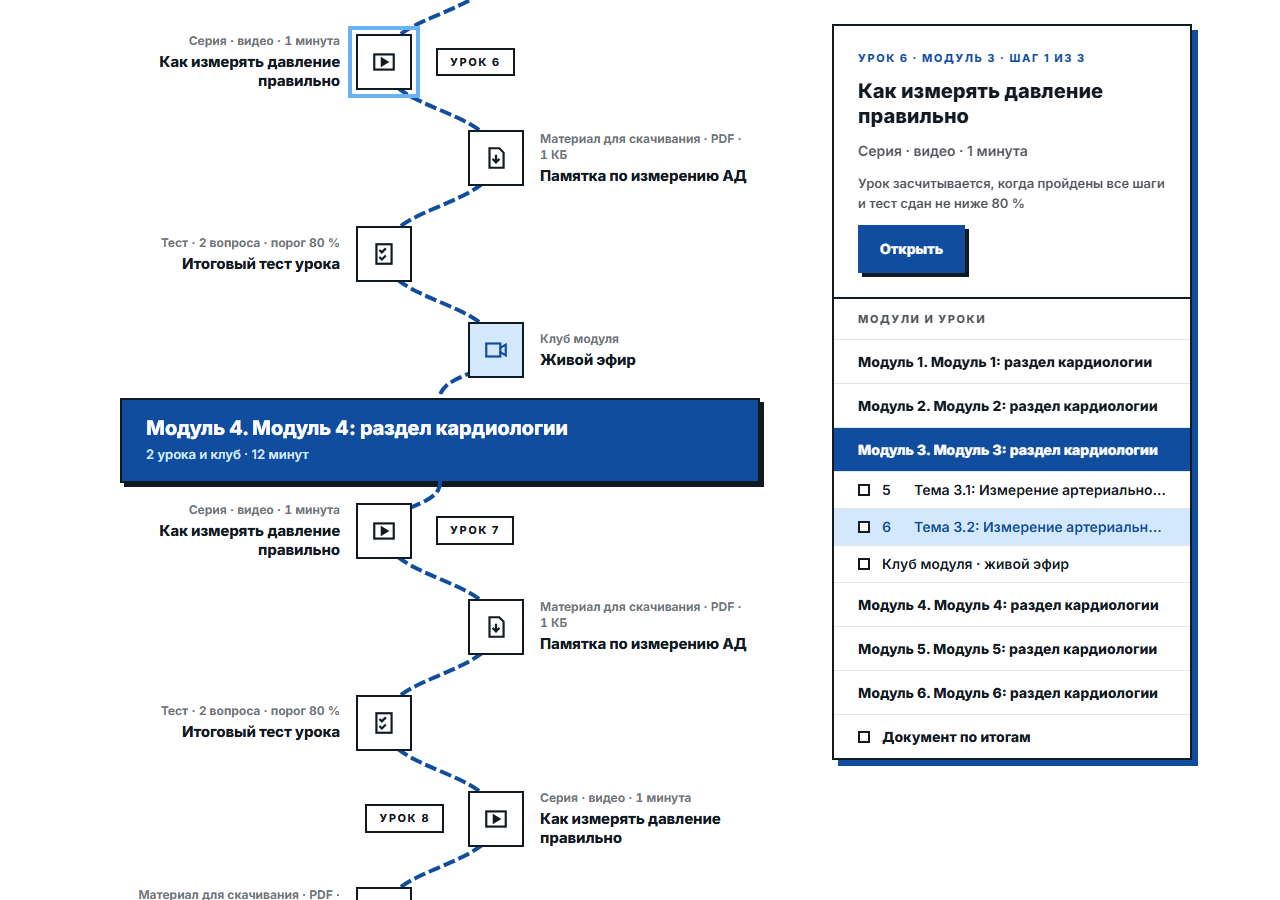 Серия · видео · 1 минута
Как измерять давление
правильно
УРОК 6
Материал для скачивания · PDF ·
1 КБ
Памятка по измерению АД
Тест · 2 вопроса · порог 80 %
Итоговый тест урока
Клуб модуля
Живой эфир
Модуль 4. Модуль 4: раздел кардиологии
2 урока и клуб · 12 минут
Серия · видео · 1 минута
Как измерять давление
правильно
УРОК 7
Материал для скачивания · PDF ·
1 КБ
Памятка по измерению АД
Тест · 2 вопроса · порог 80 %
Итоговый тест урока
УРОК 8
Серия · видео · 1 минута
Как измерять давление
правильно
Материал для скачивания · PDF ·
УРОК 6 · МОДУЛЬ 3 · ШАГ 1 ИЗ 3
Как измерять давление
правильно
Серия · видео · 1 минута
Урок засчитывается, когда пройдены все шаги
и тест сдан не ниже 80 %
Открыть
МОДУЛИ И УРОКИ
Модуль 1. Модуль 1: раздел кардиологии
Модуль 2. Модуль 2: раздел кардиологии
Модуль 3. Модуль 3: раздел кардиологии
5 Тема 3.1: Измерение артериально...
6 Тема 3.2: Измерение артериальн...
Клуб модуля · живой эфир
Модуль 4. Модуль 4: раздел кардиологии
Модуль 5. Модуль 5: раздел кардиологии
Модуль 6. Модуль 6: раздел кардиологии
Документ по итогам